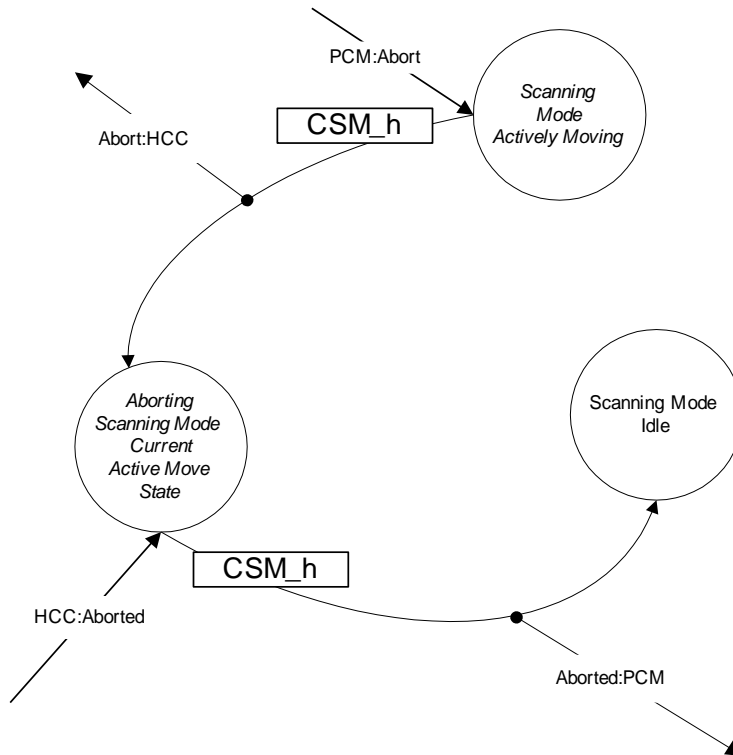 PCM:Abort
Scanning
Mode
Actively Moving
CSM_h
Abort:HCC
Aborting
Scanning Mode
Current
Active Move
State
Scanning Mode
Idle
CSM_h
HCC:Aborted
Aborted:PCM